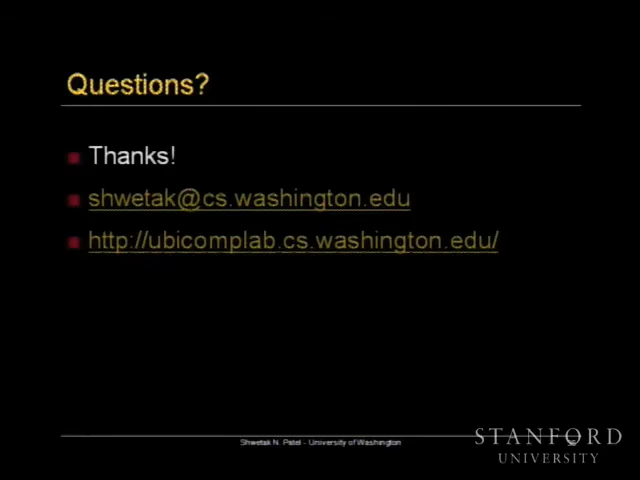 Questions?
Thanks!
shwetak@cs.washington.edu
http://ubicomplab.cs.washington.edu/
Shwetak N. Patel - University of Washington
STANFORD
UNIVERSITY